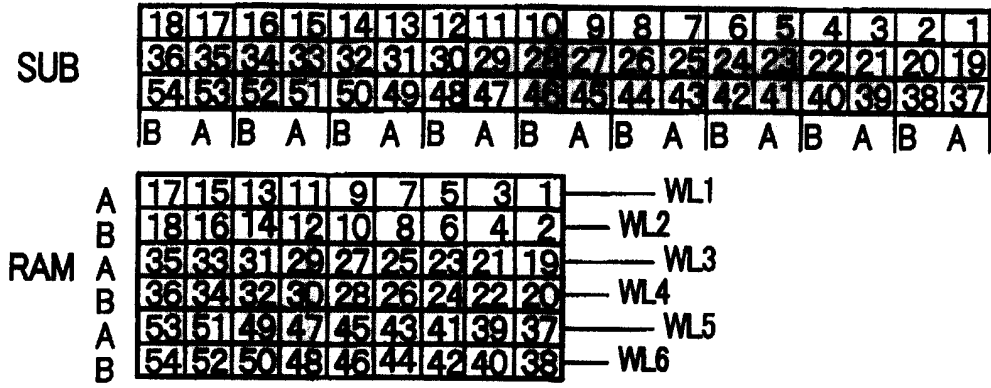 18 17 16 15 14 13 12 11 10 9 8 7 6 5 4 3 2 1
SUB 36 35 34 33 32 31 30 29 28 27 26 25 24 23 22 21 20 19
54 53 52 51 50 49 48 47 46 45 44 43 42 41 40 39 38 37
B A B A B A B A B A B A B A B A B A
A 17 15 13 11 9 7 5 3 1 WL1
B 18 16 14 12 10 8 6 4 2 WL2
RAM A 35 33 31 29 27 25 23 21 19 WL3
B 36 34 32 30 28 26 24 22 20 WL4
A 53 51 49 47 45 43 41 39 37 WL5
B 54 52 50 48 46 44 42 40 38 WL6